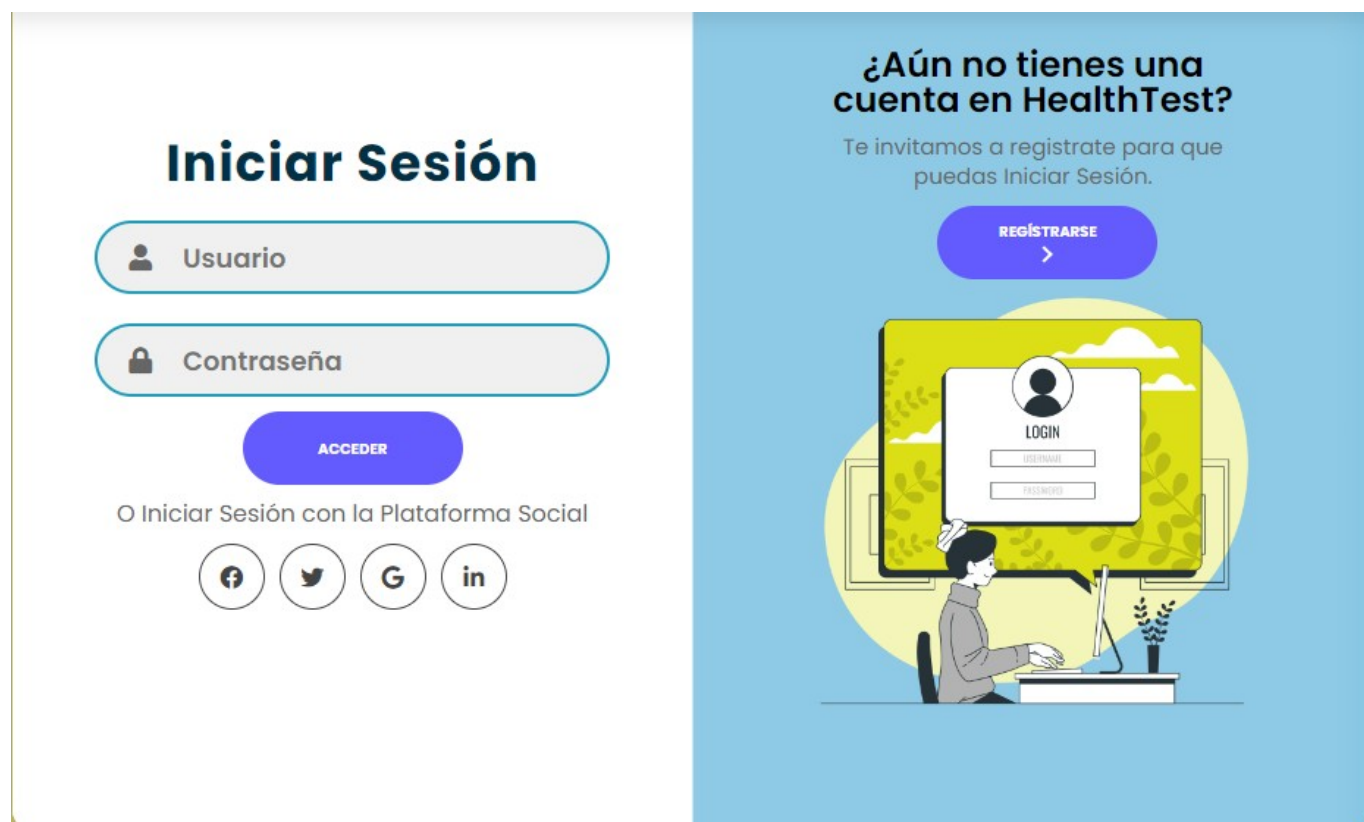 Iniciar Sesión
Usuario
Contraseña
ACCEDER
O Iniciar Sesión con la Plataforma Social
¿Aún no tienes una
cuenta en HealthTest?
Te invitamos a registrate para que
puedas Iniciar Sesión.
REGÍSTRARSE
LOGIN
USERNAME
PASSWORD